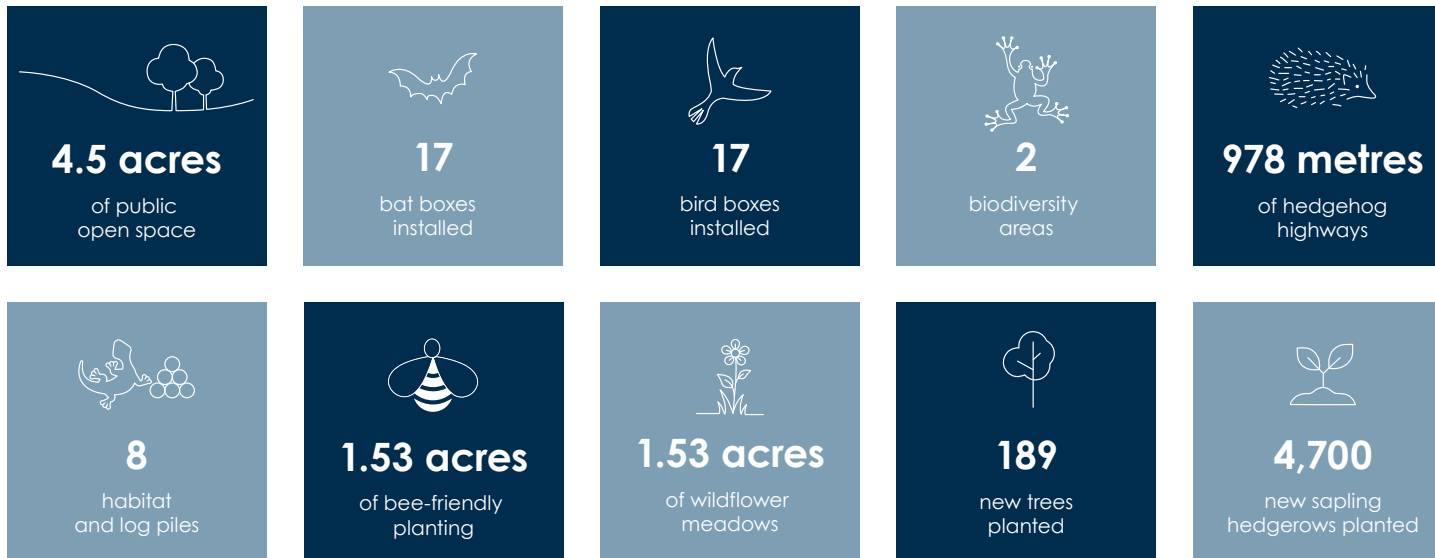 4.5 acres
of public
open space
17
bat boxes
installed
17
bird boxes
installed
2
biodiversity
areas
978 metres
of hedgehog
highways
8
habitat
and log piles
1.53 acres
of bee-friendly
planting
1.53 acres
of wildflower
meadows
189
new trees
planted
4,700
new sapling
hedgerows planted